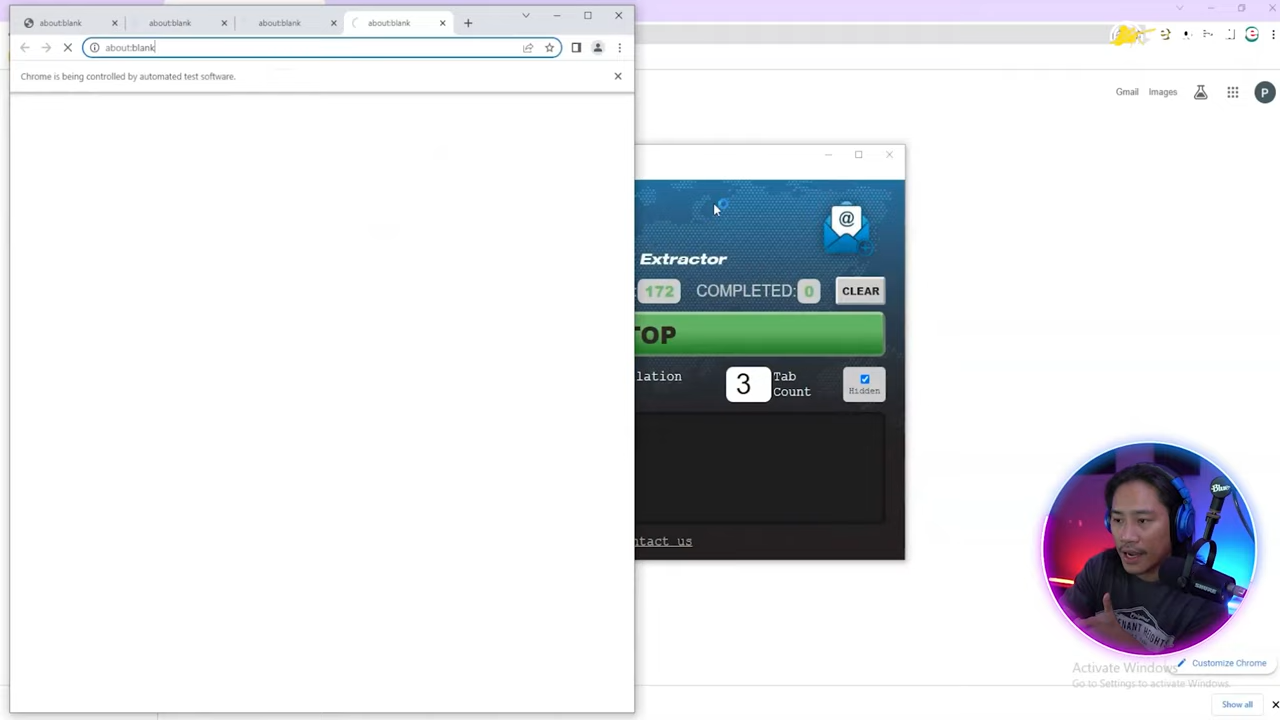 about:blank about:blank about:blank about:blank
about:blank
Chrome is being controlled by automated test software.
Gmail Images P
@
Extractor
:172 COMPLETED: 0 CLEAR
TOP
lation 3 Tab Count Hidden
ntact us
Blue
Customize Chrome
Activate Windows
Go to Settings to activate Windows.
Show all